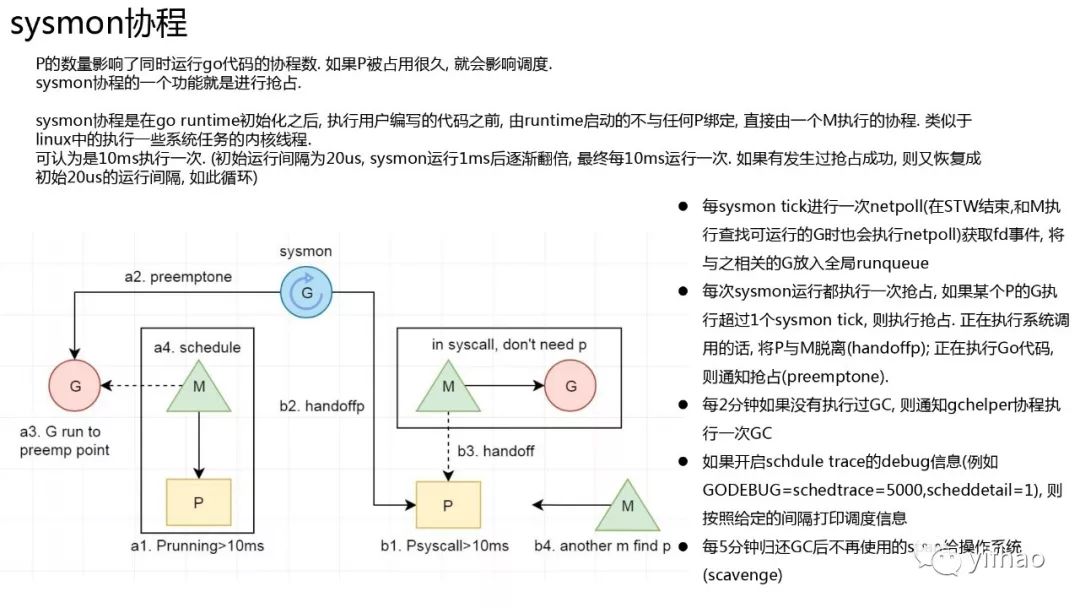 sysmon协程
P的数量影响了同时运行go代码的协程数. 如果P被占用很久, 就会影响调度.
sysmon协程的一个功能就是进行抢占.
sysmon协程是在go runtime初始化之后, 执行用户编写的代码之前, 由runtime启动的不与任何P绑定, 直接由一个M执行的协程. 类似于
linux中的执行一些系统任务的内核线程.
可认为是10ms执行一次. (初始运行间隔为20us, sysmon运行1ms后逐渐翻倍, 最终每10ms运行一次. 如果有发生过抢占成功, 则又恢复成
初始20us的运行间隔, 如此循环)
sysmon
a2. preemptone
G
a4. schedule
G
M
a3. G run to
preemp point
P
a1. Prunning>10ms
in syscall, don't need p
M
G
b2. handoffp
b3. handoff
P
M
b1. Psyscall>10ms
b4. another m find p
● 每sysmon tick进行一次netpoll(在STW结束,和M执
行查找可运行的G时也会执行netpoll)获取fd事件, 将
与之相关的G放入全局runqueue
● 每次sysmon运行都执行一次抢占, 如果某个P的G执
行超过1个sysmon tick, 则执行抢占. 正在执行系统调
用的话, 将P与M脱离(handoffp); 正在执行Go代码,
则通知抢占(preemptone).
● 每2分钟如果没有执行过GC, 则通知gchelper协程执
行一次GC
● 如果开启schdule trace的debug信息(例如
GODEBUG=schedtrace=5000,scheddetail=1), 则
按照给定的间隔打印调度信息
● 每5分钟归还GC后不再使用的 给操作系统
(scavenge)
yifhao